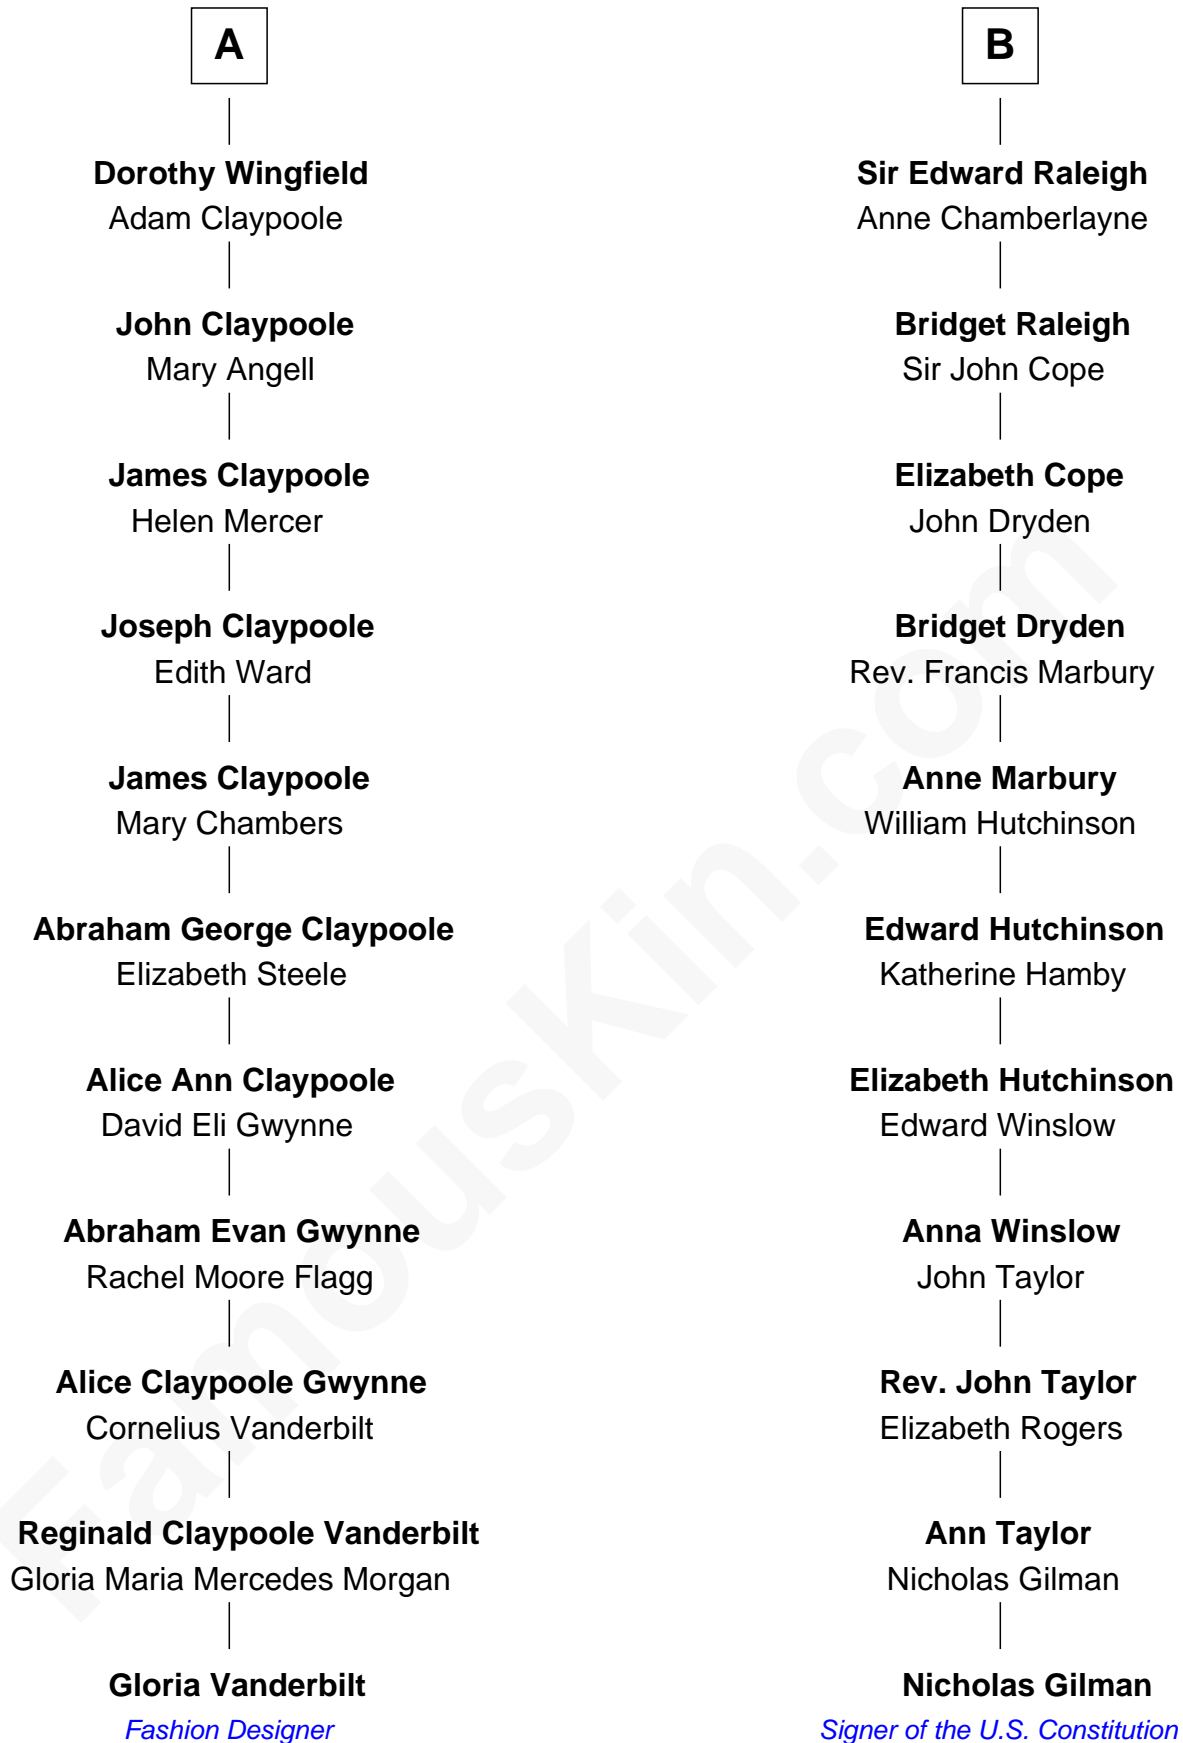 A
Dorothy Wingfield
Adam Claypoole
John Claypoole
Mary Angell
James Claypoole
Helen Mercer
Joseph Claypoole
Edith Ward
James Claypoole
Mary Chambers
Abraham George Claypoole
Elizabeth Steele
Alice Ann Claypoole
David Eli Gwynne
Abraham Evan Gwynne
Rachel Moore Flagg
Alice Claypoole Gwynne
Cornelius Vanderbilt
Reginald Claypoole Vanderbilt
Gloria Maria Mercedes Morgan
Gloria Vanderbilt
Fashion Designer
B
Sir Edward Raleigh
Anne Chamberlayne
Bridget Raleigh
Sir John Cope
Elizabeth Cope
John Dryden
Bridget Dryden
Rev. Francis Marbury
Anne Marbury
William Hutchinson
Edward Hutchinson
Katherine Hamby
Elizabeth Hutchinson
Edward Winslow
Anna Winslow
John Taylor
Rev. John Taylor
Elizabeth Rogers
Ann Taylor
Nicholas Gilman
Nicholas Gilman
Signer of the U.S. Constitution
FamousKin.com